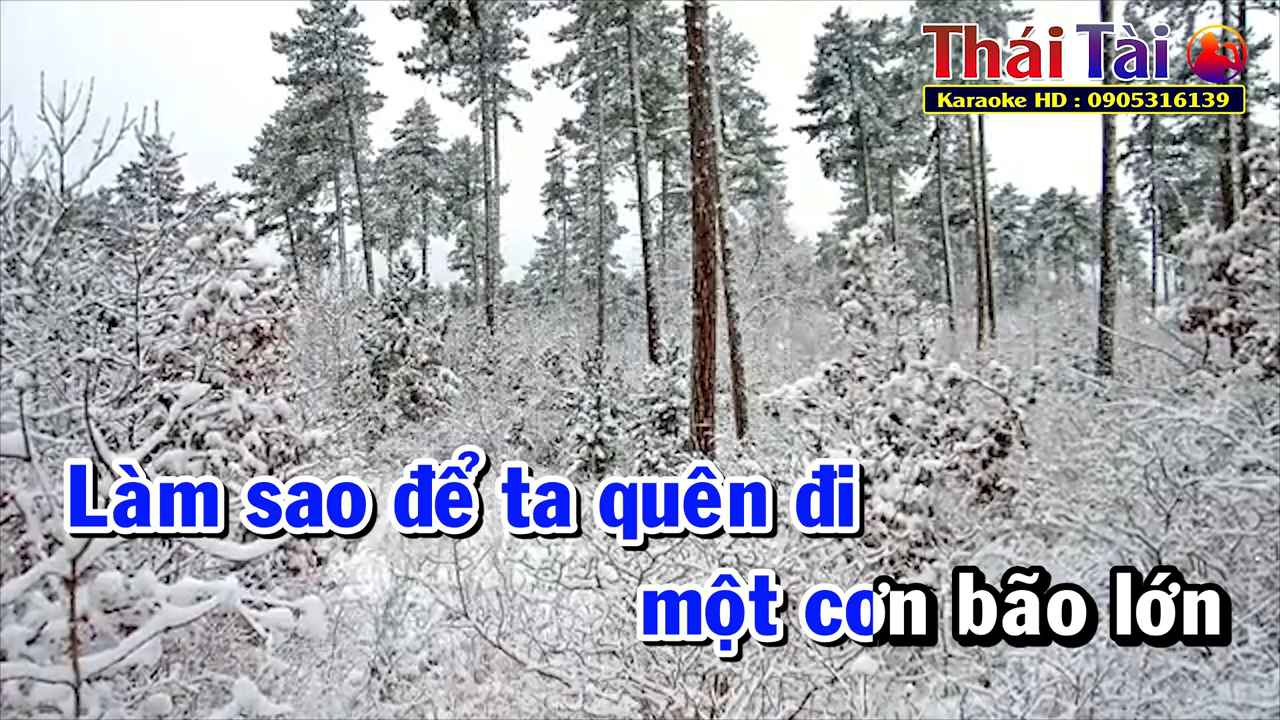 Thái Tài
Karaoke HD : 0905316139
Làm sao để ta quên đi
một cơn bão lớn